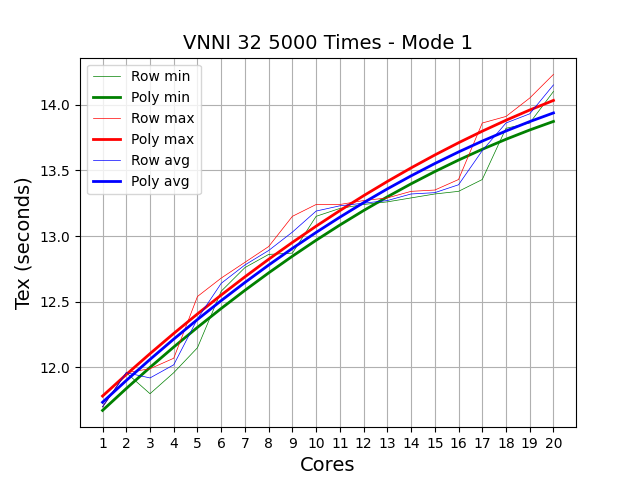 VNNI 32 5000 Times - Mode 1
Row min
Poly min
Row max
Poly max
Row avg
Poly avg
14.0
13.5
13.0
12.5
12.0
Tex (seconds)
1 2 3 4 5 6 7 8 9 10 11 12 13 14 15 16 17 18 19 20
Cores